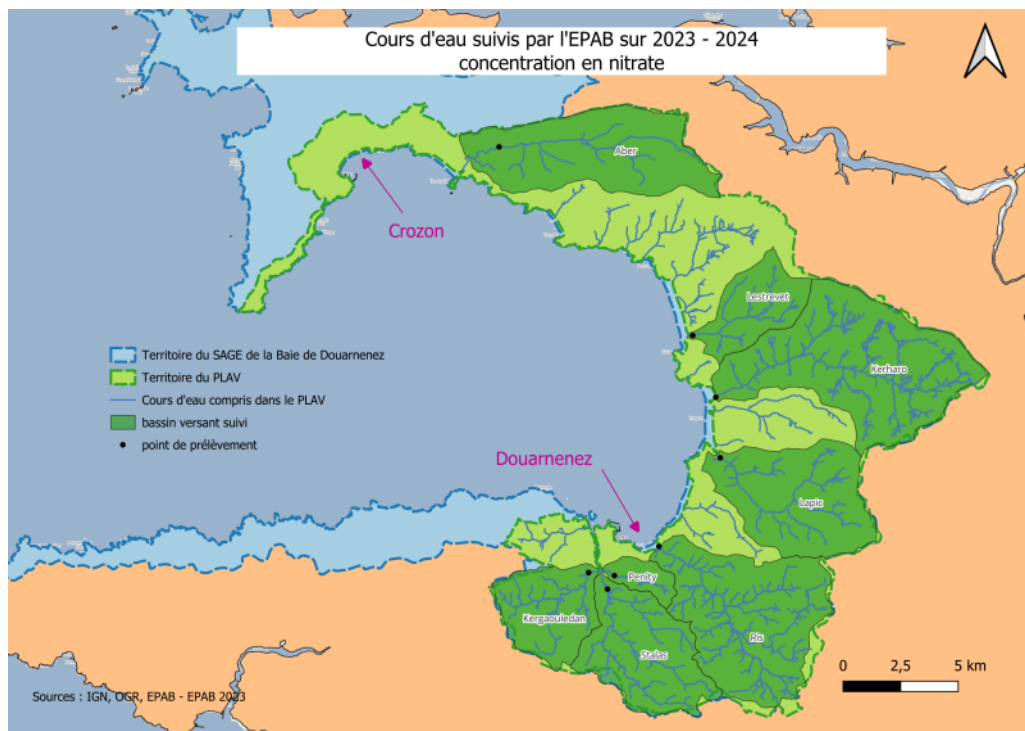 Cours d'eau suivis par l'EPAB sur 2023 - 2024
concentration en nitrate
Aber
Crozon
Lestrevet
Territoire du SAGE de la Baie de Douarnenez
Territoire du PLAV
Kerharo
Cours d'eau compris dans le PLAV
bassin versant suivi
point de prélèvement
Douarnenez
Lapic
Penity
Kergaouledan
Ris
Stalas
0 2,5 5 km
Sources : IGN, OGR, EPAB - EPAB 2023